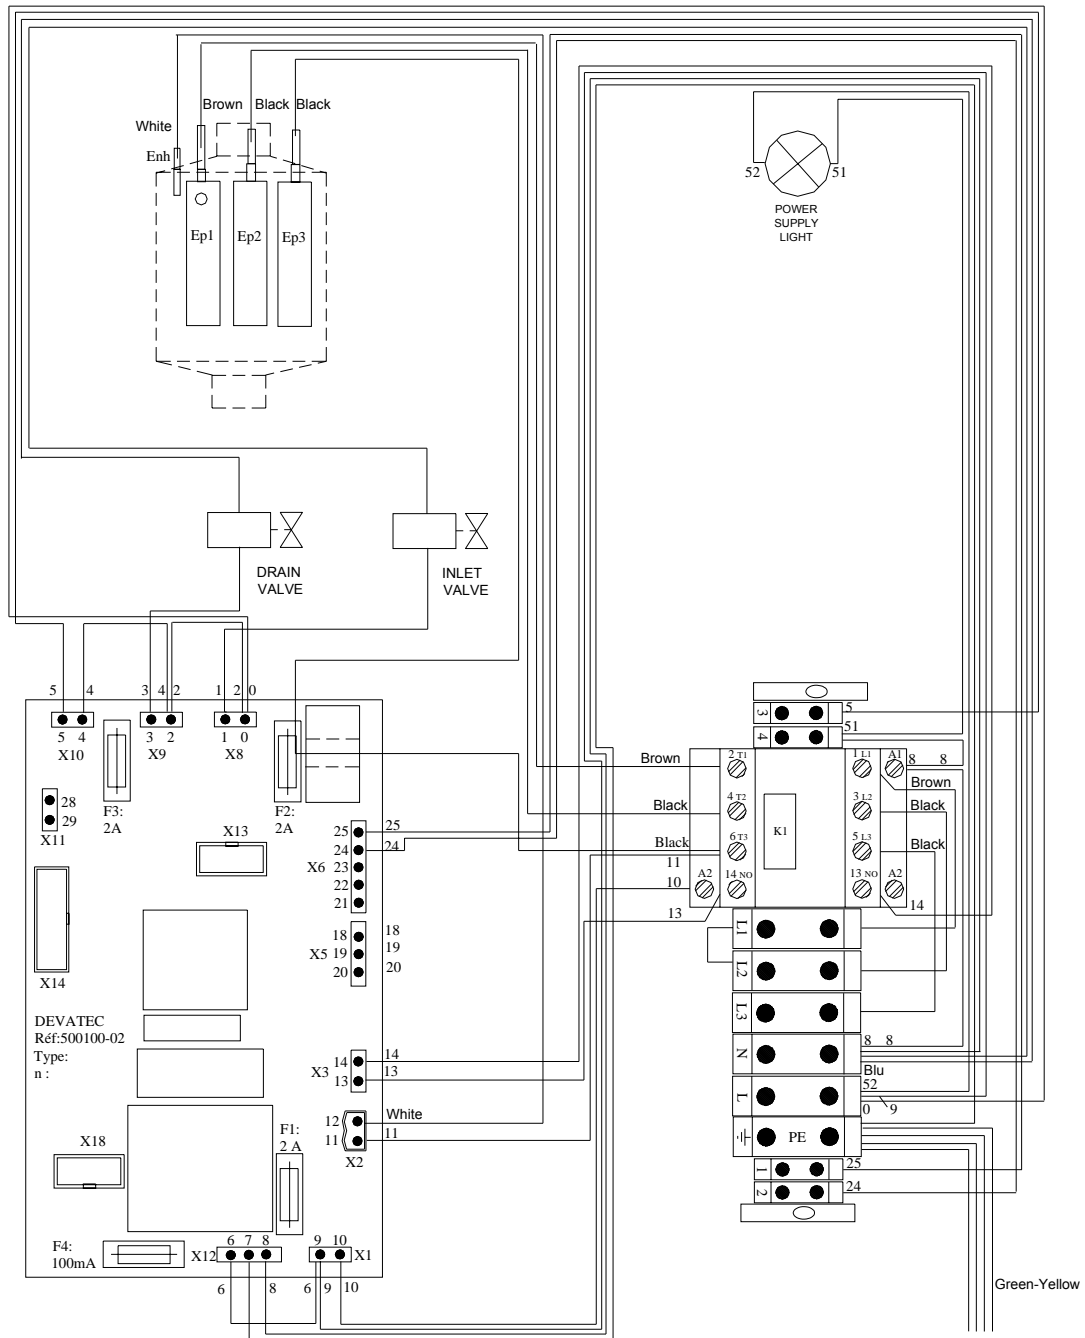 Brown Black Black
White
Enh
Ep1 Ep2 Ep3
52 51
POWER
SUPPLY
LIGHT
DRAIN
VALVE
INLET
VALVE
5 4 3 4 2 1 2 0
5 4 3 2 1 0
X10 X9 X8
F3:
2A
F2:
2A
28
29
X11
X13
25 25
24 24
X6 23
22
21
18 18
X5 19 19
20 20
X14
DEVATEC
Réf:500100-02
Type:
n :
14 14
X3 13 13
12 White
11 11
X2
X18
F1:
2 A
F4:
100mA
6 7 8 9 10
X12 X1
6 8 6 9 10
3 5
4 51
Brown 2 T1 1 L1 A1 8 8
Brown
Black 4 T2 3 L2 Black
K1
Black 6 T3 5 L3 Black
11
10 A2 14 NO 13 NO A2
13 14
L1
L2
L3
N 8 8
Blu
L 52
0 9
PE
1 25
2 24
Green-Yellow